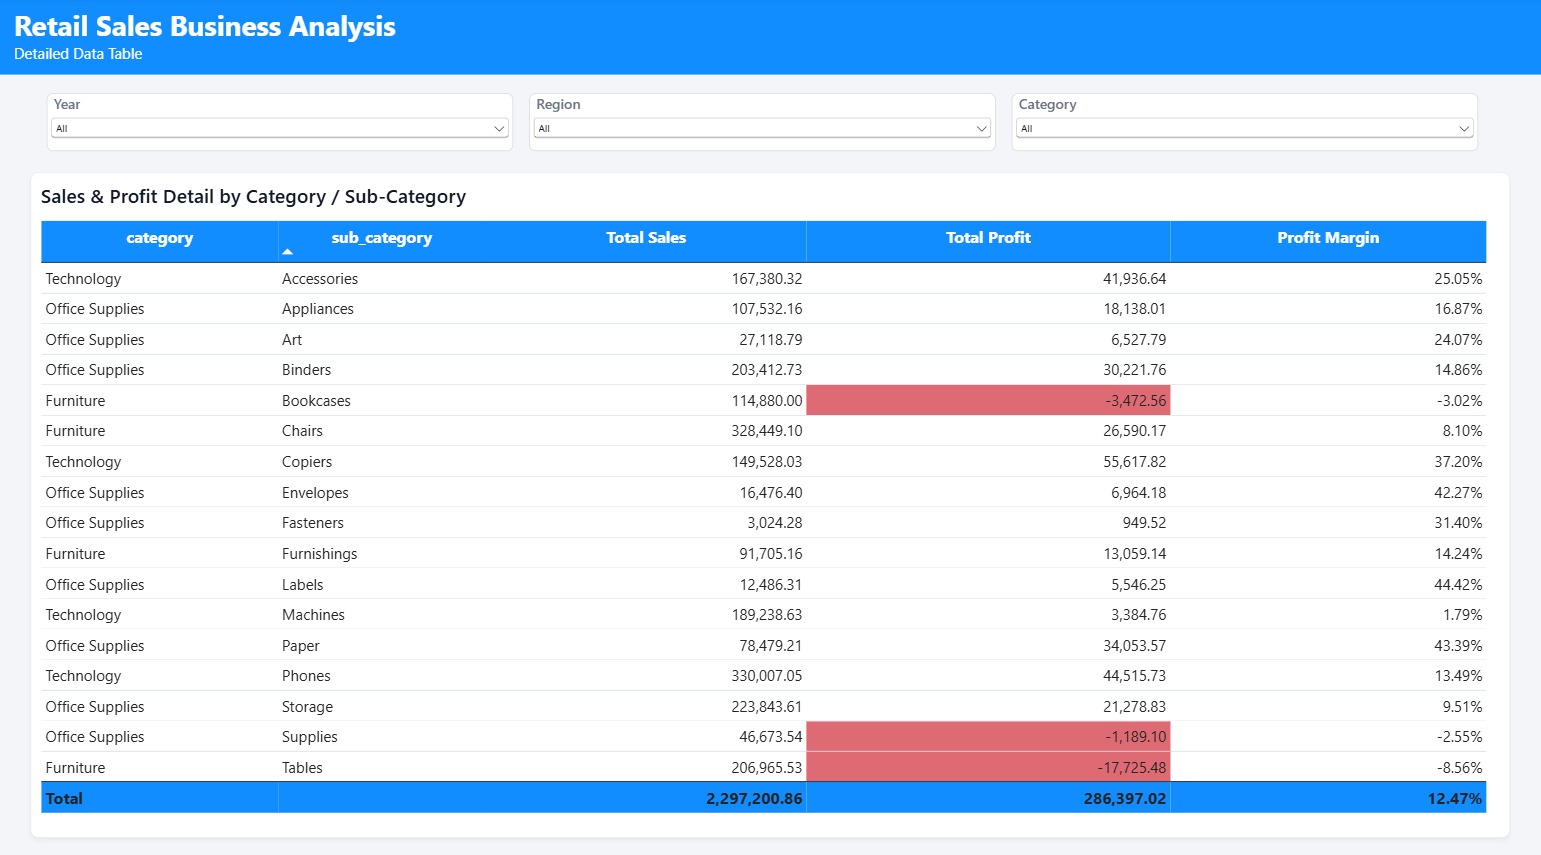 Retail Sales Business Analysis
Detailed Data Table
Year Region Category
All All All
Sales & Profit Detail by Category / Sub-Category
category sub_category Total Sales Total Profit Profit Margin
Technology Accessories 167,380.32 41,936.64 25.05%
Office Supplies Appliances 107,532.16 18,138.01 16.87%
Office Supplies Art 27,118.79 6,527.79 24.07%
Office Supplies Binders 203,412.73 30,221.76 14.86%
Furniture Bookcases 114,880.00 -3,472.56 -3.02%
Furniture Chairs 328,449.10 26,590.17 8.10%
Technology Copiers 149,528.03 55,617.82 37.20%
Office Supplies Envelopes 16,476.40 6,964.18 42.27%
Office Supplies Fasteners 3,024.28 949.52 31.40%
Furniture Furnishings 91,705.16 13,059.14 14.24%
Office Supplies Labels 12,486.31 5,546.25 44.42%
Technology Machines 189,238.63 3,384.76 1.79%
Office Supplies Paper 78,479.21 34,053.57 43.39%
Technology Phones 330,007.05 44,515.73 13.49%
Office Supplies Storage 223,843.61 21,278.83 9.51%
Office Supplies Supplies 46,673.54 -1,189.10 -2.55%
Furniture Tables 206,965.53 -17,725.48 -8.56%
Total 2,297,200.86 286,397.02 12.47%